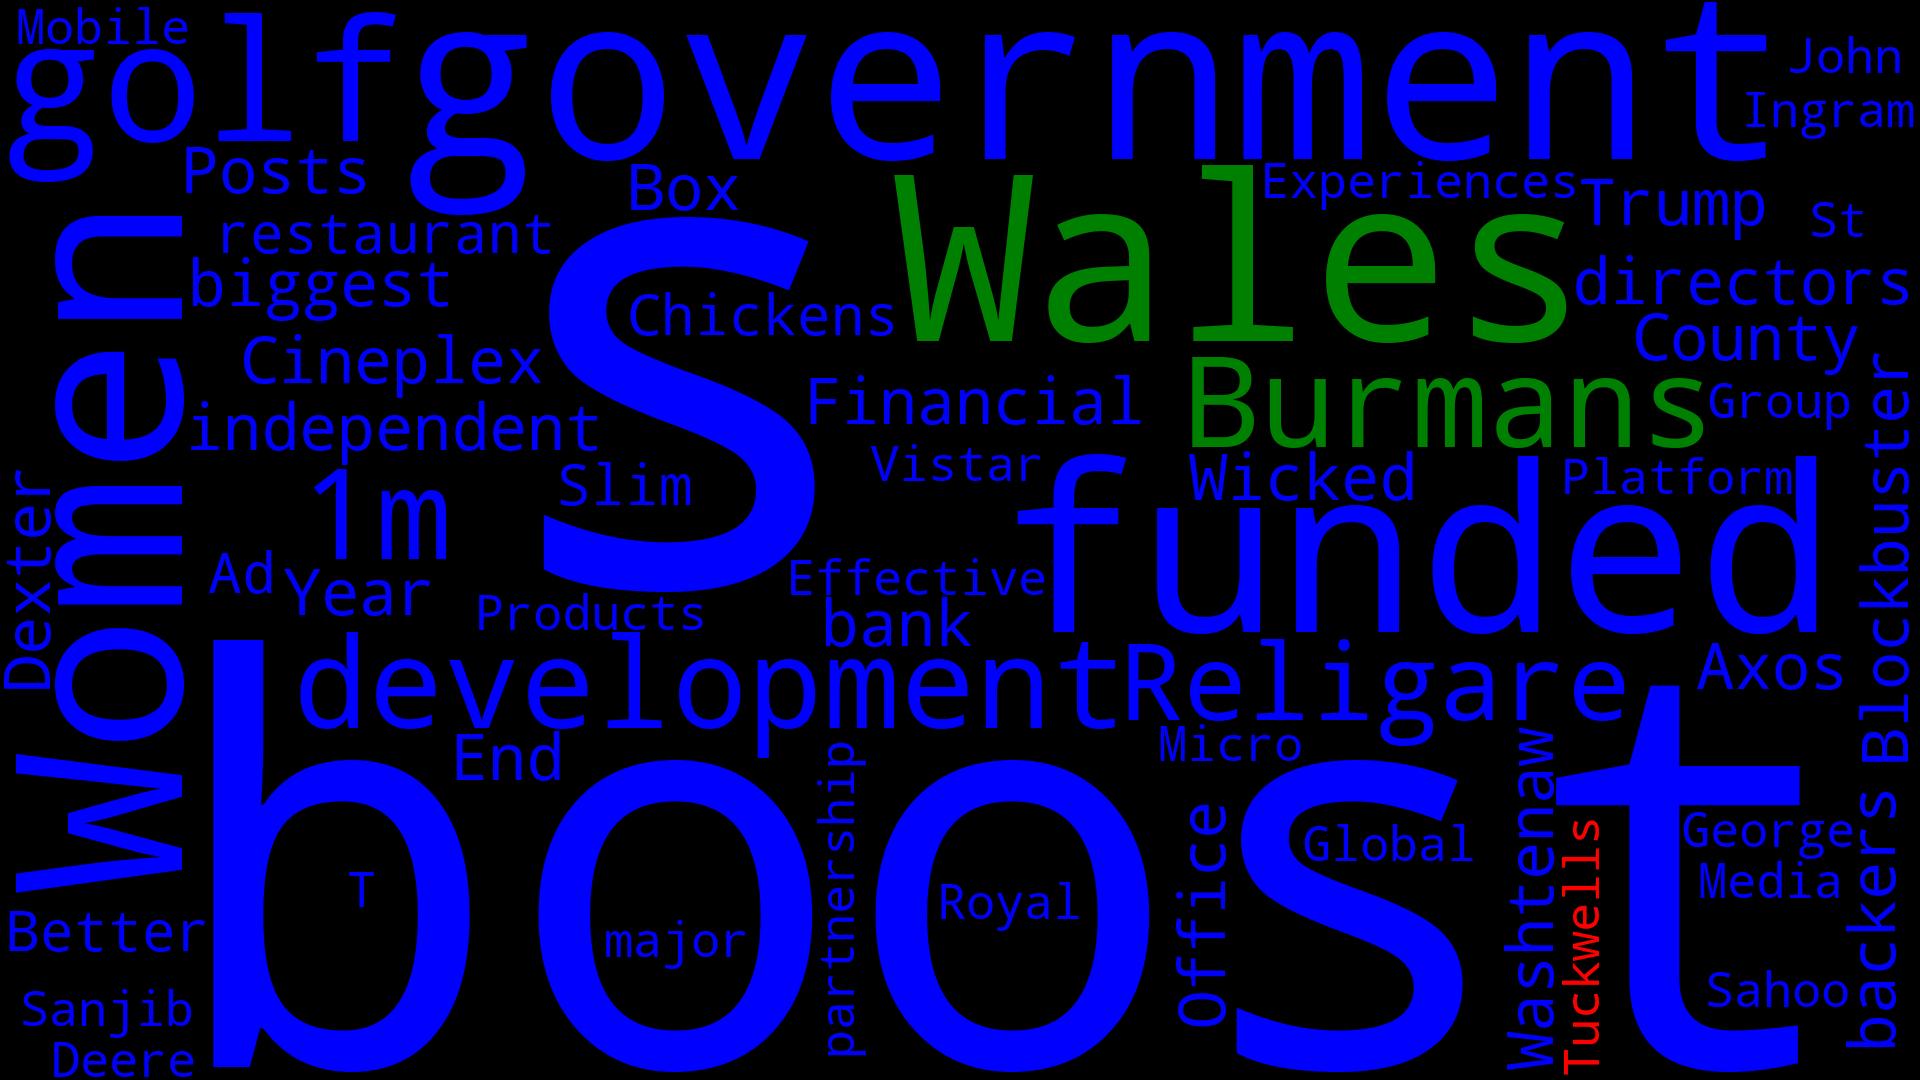 Mobile
golf
government
John
Ingram
Posts
Box
Experiences
Trump
St
restaurant
Wales
biggest
directors
Chickens
County
Women
S
Cineplex
Burmans
Financial
Group
independent
Blockbuster
Vistar
Wicked
Platform
Slim
1m
funded
Dexter
Ad
Year
Effective
Products
bank
development
Religare
Axos
End
Micro
boost
partnership
Office
Global
Washtenaw
Tuckwells
George
Media
backers
T
major
Royal
Better
Sahoo
Sanjib
Deere